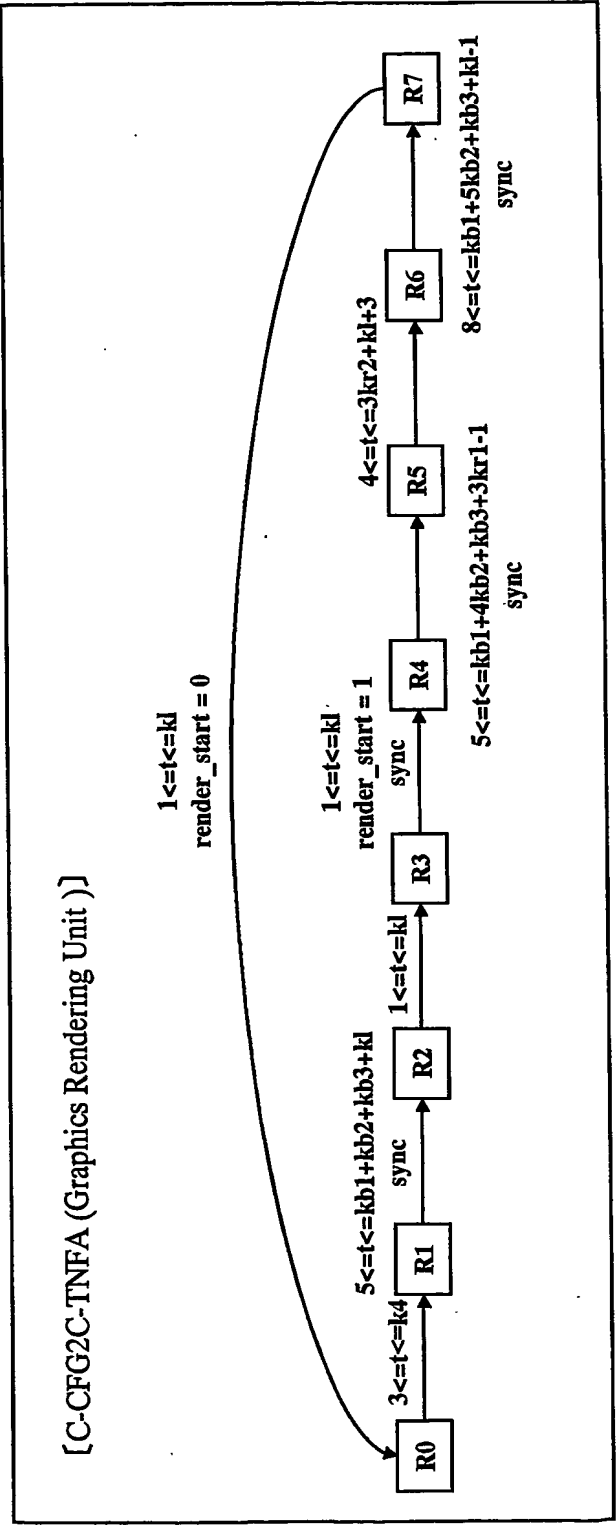 [C-CFG2C-TNFA (Graphics Rendering Unit )]
1<=t<=kl
render_start = 0
R0
3<=t<=k4
R1
5<=t<=kb1+kb2+kb3+kl
sync
R2
1<=t<=kl
R3
1<=t<=kl
render_start = 1
sync
R4
5<=t<=kb1+4kb2+kb3+3kr1-1
sync
R5
4<=t<=3kr2+kl+3
R6
8<=t<=kb1+5kb2+kb3+kl-1
sync
R7